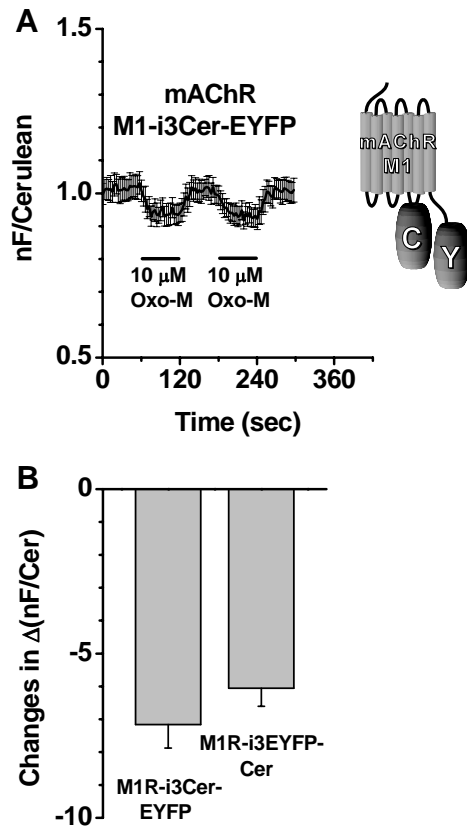 A
1.5
mAChR
M1-i3Cer-EYFP
nF/Cerulean
1.0
10 μM
Oxo-M
10 μM
Oxo-M
0.5
0
120
240
360
Time (sec)
mAChR
M1
C
Y
B
0
-5
-10
Changes in Δ(nF/Cer)
M1R-i3Cer-
EYFP
M1R-i3EYFP-
Cer